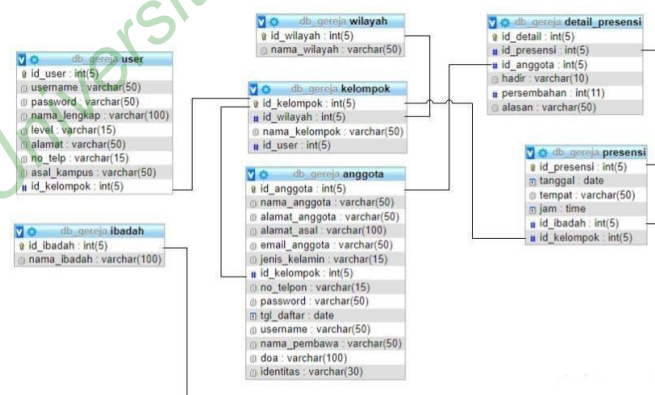 db_gereja wilayah
id_wilayah : int(5)
nama_wilayah : varchar(50)
db_gereja detail_presensi
id_detail : int(5)
id_presensi : int(5)
id_anggota : int(5)
hadir : varchar(10)
persembahan : int(11)
alasan : varchar(50)
db_gereja user
id_user : int(5)
username : varchar(50)
password : varchar(50)
nama_lengkap : varchar(100)
level : varchar(15)
alamat : varchar(50)
no_telp : varchar(15)
asal_kampus : varchar(50)
id_kelompok : int(5)
db_gereja kelompok
id_kelompok : int(5)
id_wilayah : int(5)
nama_kelompok : varchar(50)
id_user : int(5)
db_gereja presensi
id_presensi : int(5)
tanggal : date
tempat : varchar(50)
jam : time
id_ibadah : int(5)
id_kelompok : int(5)
db_gereja anggota
id_anggota : int(5)
nama_anggota : varchar(50)
alamat_anggota : varchar(50)
alamat_asal : varchar(100)
email_anggota : varchar(50)
jenis_kelamin : varchar(15)
id_kelompok : int(5)
no_telpon : varchar(15)
password : varchar(50)
tgl_daftar : date
username : varchar(50)
nama_pembawa : varchar(50)
doa : varchar(100)
identitas : varchar(30)
db_gereja ibadah
id_ibadah : int(5)
nama_ibadah : varchar(100)